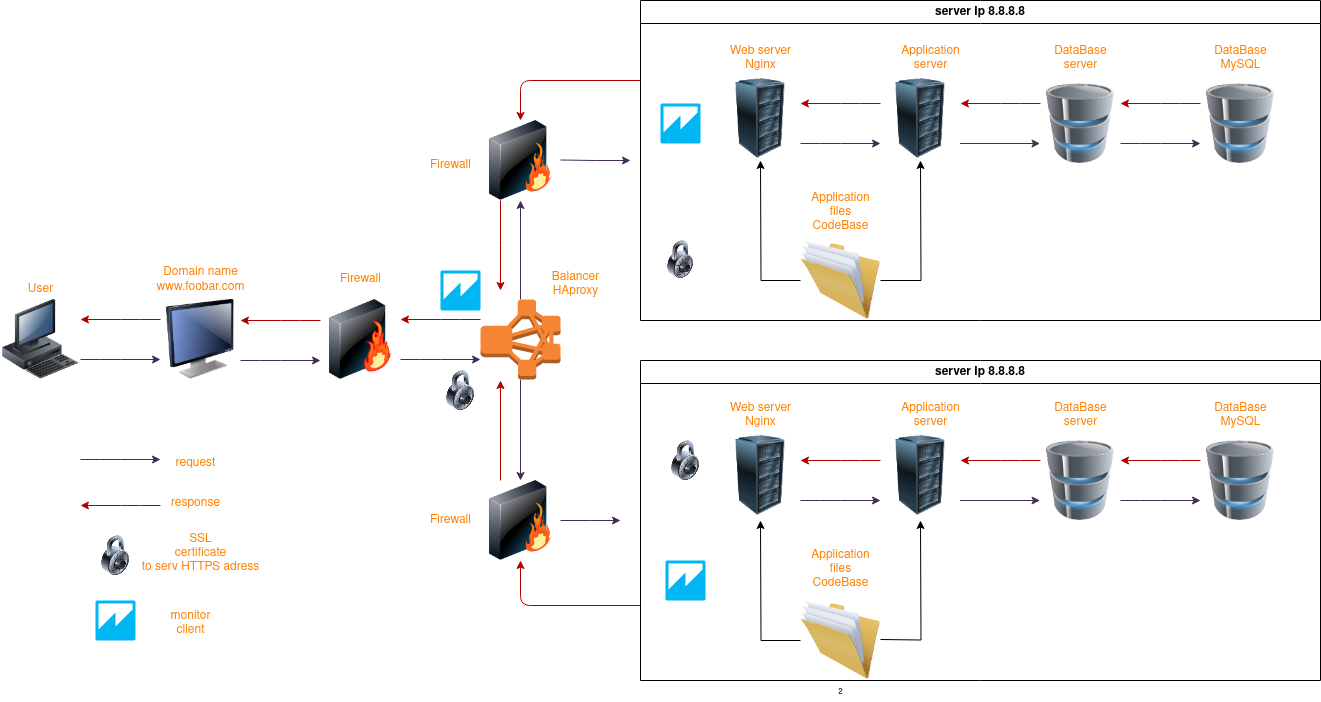 server Ip 8.8.8.8
Web server
Nginx
Application
server
DataBase
server
DataBase
MySQL
Firewall
Application
files
CodeBase
User
Domain name
www.foobar.com
Firewall
Balancer
HAproxy
server Ip 8.8.8.8
Web server
Nginx
Application
server
DataBase
server
DataBase
MySQL
Firewall
Application
files
CodeBase
request
response
SSL
certificate
to serv HTTPS adress
monitor
client
2